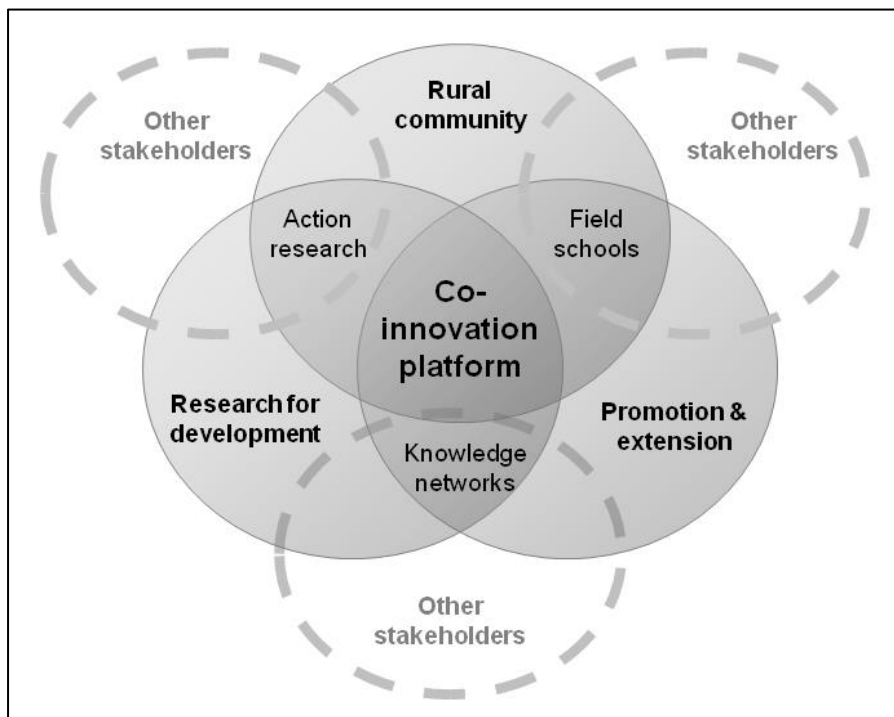 Rural
community
Other
stakeholders
Other
stakeholders
Action
research
Field
schools
Co-
innovation
platform
Research for
development
Promotion &
extension
Knowledge
networks
Other
stakeholders